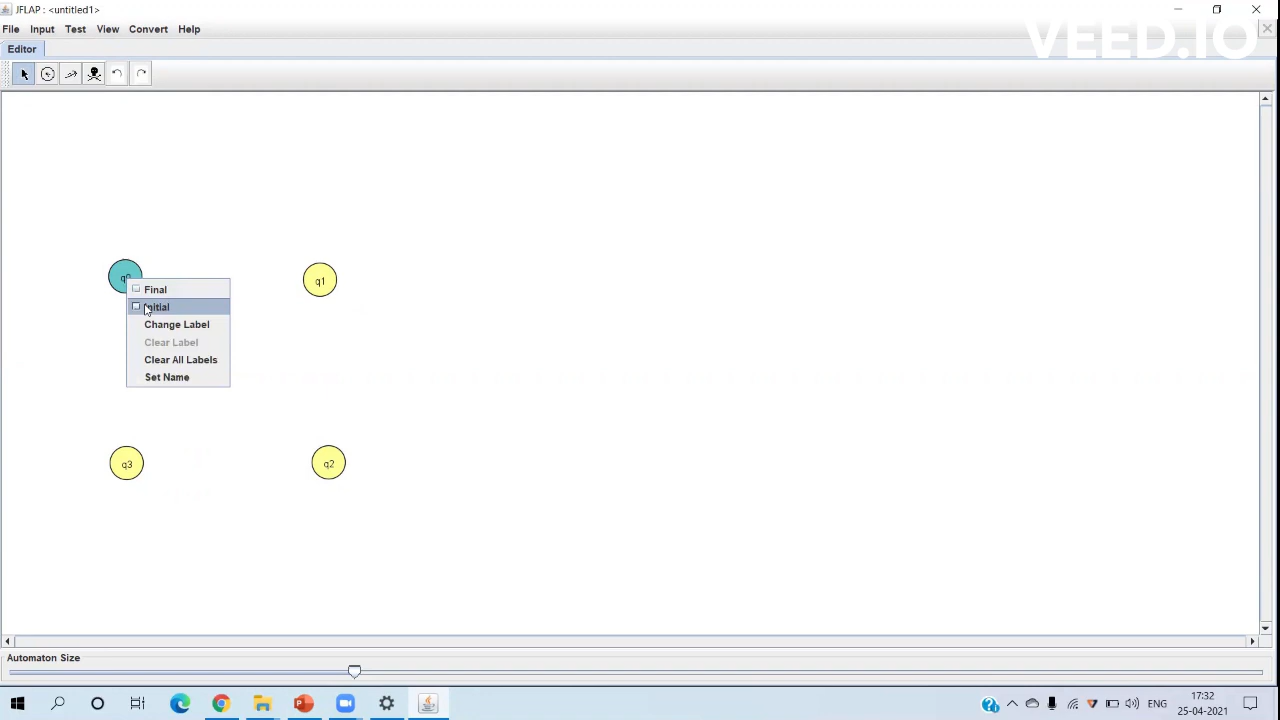 JFLAP : <untitled1>
VEED.IO
File Input Test View Convert Help
Editor
q0
q1
Final
Initial
Change Label
Clear Label
Clear All Labels
Set Name
q3
q2
Automaton Size
ENG
17:32
25-04-2021